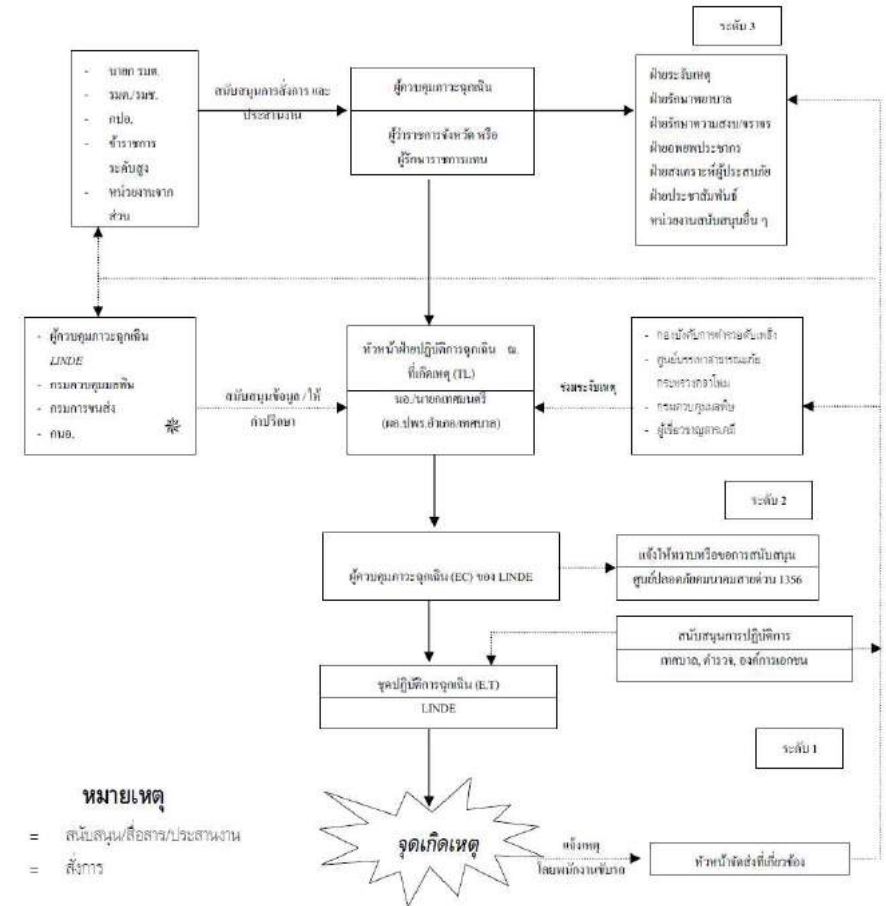 ระดับ 3
- นายก รมต.
- รมต./รมช.
- กปอ.
- ข้าราชการ
ระดับสูง
- หน่วยงานจาก
ส่วน
สนับสนุนการสั่งการ และ
ประสานงาน
ผู้ควบคุมภาวะฉุกเฉิน
ผู้ว่าราชการจังหวัด หรือ
ผู้รักษาราชการแทน
ฝ่ายระงับเหตุ
ฝ่ายรักษาพยาบาล
ฝ่ายรักษาความสงบ/จราจร
ฝ่ายอพยพประชากร
ฝ่ายสงเคราะห์ผู้ประสบภัย
ฝ่ายประชาสัมพันธ์
หน่วยงานสนับสนุนอื่น ๆ
- ผู้ควบคุมภาวะฉุกเฉิน
LINDE
- กรมควบคุมมลพิษ
- กรมการขนส่ง
- กนอ.
สนับสนุนข้อมูล / ให้
คำปรึกษา
หัวหน้าฝ่ายปฏิบัติการฉุกเฉิน ณ.
ที่เกิดเหตุ (TL)
นอ./นายกเทศมนตรี
(ผอ.ปพร.อำเภอ/เทศบาล)
ร่วมระงับเหตุ
- กองบังคับการตำรวจดับเพลิง
- ศูนย์บรรเทาสาธารณภัย
กระทรวงกลาโหม
- กรมควบคุมมลพิษ
- ผู้เชี่ยวชาญสารเคมี
ระดับ 2
ผู้ควบคุมภาวะฉุกเฉิน (EC) ของ LINDE
แจ้งให้ทราบหรือขอการสนับสนุน
ศูนย์ปลอดภัยคมนาคมสายด่วน 1356
สนับสนุนการปฏิบัติการ
เทศบาล, ตำรวจ, องค์การเอกชน
ชุดปฏิบัติการฉุกเฉิน (E.T)
LINDE
ระดับ 1
จุดเกิดเหตุ
แจ้งเหตุ
โดยพนักงานขับรถ
หัวหน้าจัดส่งที่เกี่ยวข้อง
หมายเหตุ
= สนับสนุน/สื่อสาร/ประสานงาน
= สั่งการ